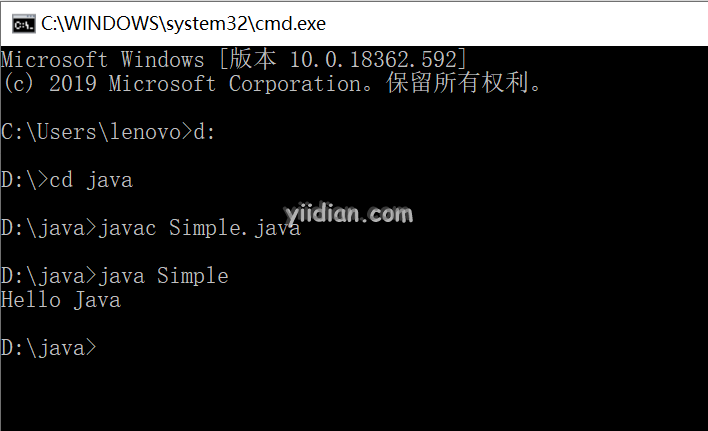 C:\WINDOWS\system32\cmd.exe
Microsoft Windows [版本 10.0.18362.592]
(c) 2019 Microsoft Corporation。保留所有权利。
C:\Users\lenovo>d:
D:\>cd java
D:\java>javac Simple.java
yiidian.com
D:\java>java Simple
Hello Java
D:\java>